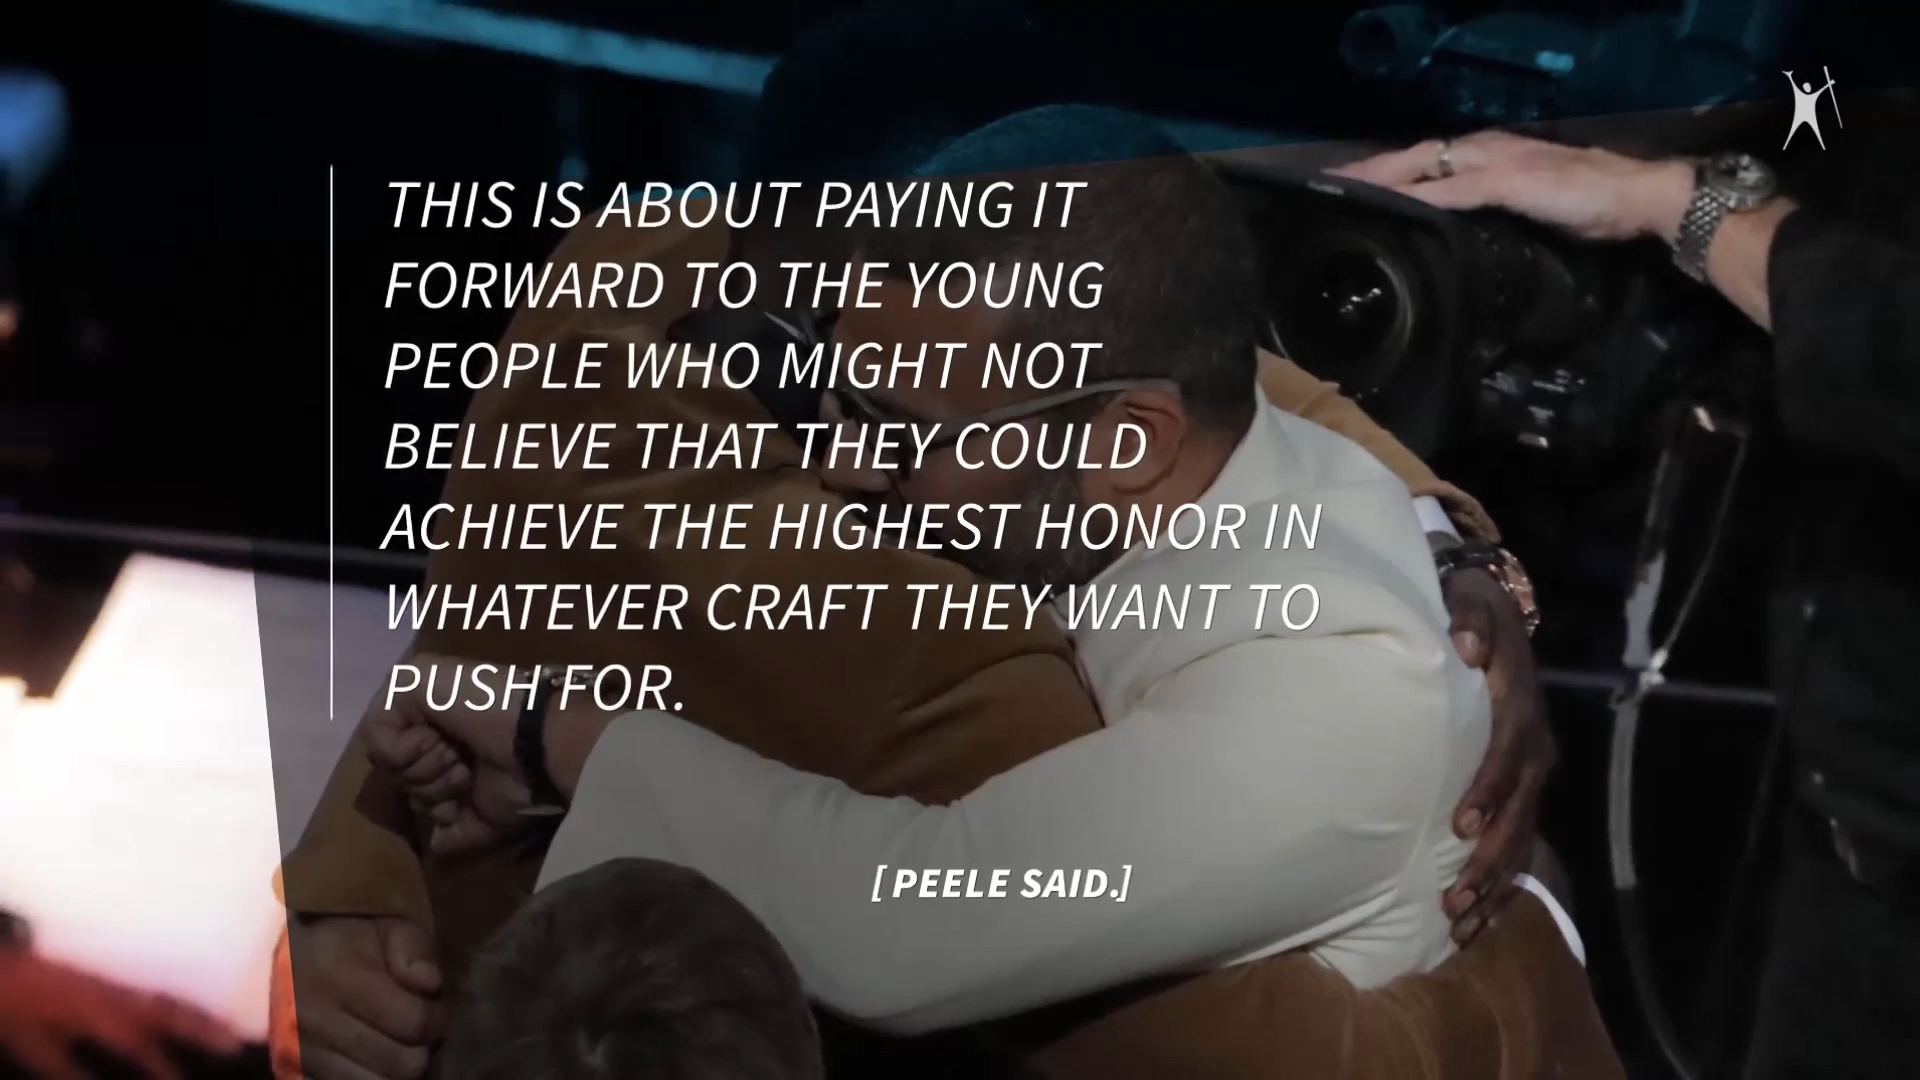 THIS IS ABOUT PAYING IT
FORWARD TO THE YOUNG
PEOPLE WHO MIGHT NOT
BELIEVE THAT THEY COULD
ACHIEVE THE HIGHEST HONOR IN
WHATEVER CRAFT THEY WANT TO
PUSH FOR.
[PEELE SAID.]